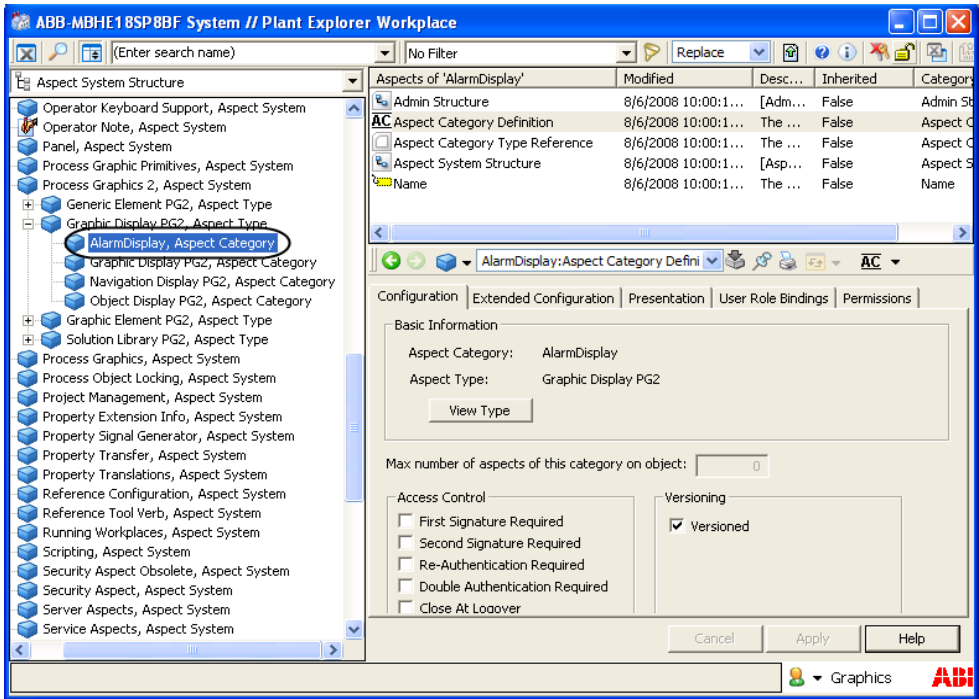 ABB-MBHE18SP8BF System // Plant Explorer Workplace
(Enter search name)
No Filter
Replace
Aspect System Structure
Operator Keyboard Support, Aspect System
Operator Note, Aspect System
Panel, Aspect System
Process Graphic Primitives, Aspect System
Process Graphics 2, Aspect System
Generic Element PG2, Aspect Type
Graphic Display PG2, Aspect Type
AlarmDisplay, Aspect Category
Graphic Display PG2, Aspect Category
Navigation Display PG2, Aspect Category
Object Display PG2, Aspect Category
Graphic Element PG2, Aspect Type
Solution Library PG2, Aspect Type
Process Graphics, Aspect System
Process Object Locking, Aspect System
Project Management, Aspect System
Property Extension Info, Aspect System
Property Signal Generator, Aspect System
Property Transfer, Aspect System
Property Translations, Aspect System
Reference Configuration, Aspect System
Reference Tool Verb, Aspect System
Running Workplaces, Aspect System
Scripting, Aspect System
Security Aspect Obsolete, Aspect System
Security Aspect, Aspect System
Server Aspects, Aspect System
Service Aspects, Aspect System
Aspects of 'AlarmDisplay' Modified Desc... Inherited Category
Admin Structure 8/6/2008 10:00:1... [Adm... False Admin St
AC Aspect Category Definition 8/6/2008 10:00:1... The ... False Aspect C
Aspect Category Type Reference 8/6/2008 10:00:1... The ... False Aspect C
Aspect System Structure 8/6/2008 10:00:1... [Asp... False Aspect S
Name 8/6/2008 10:00:1... The ... False Name
AlarmDisplay:Aspect Category Defini
AC
Configuration Extended Configuration Presentation User Role Bindings Permissions
Basic Information
Aspect Category: AlarmDisplay
Aspect Type: Graphic Display PG2
View Type
Max number of aspects of this category on object: 0
Access Control
First Signature Required
Second Signature Required
Re-Authentication Required
Double Authentication Required
Close At Logover
Versioning
Versioned
Cancel Apply Help
Graphics
ABB